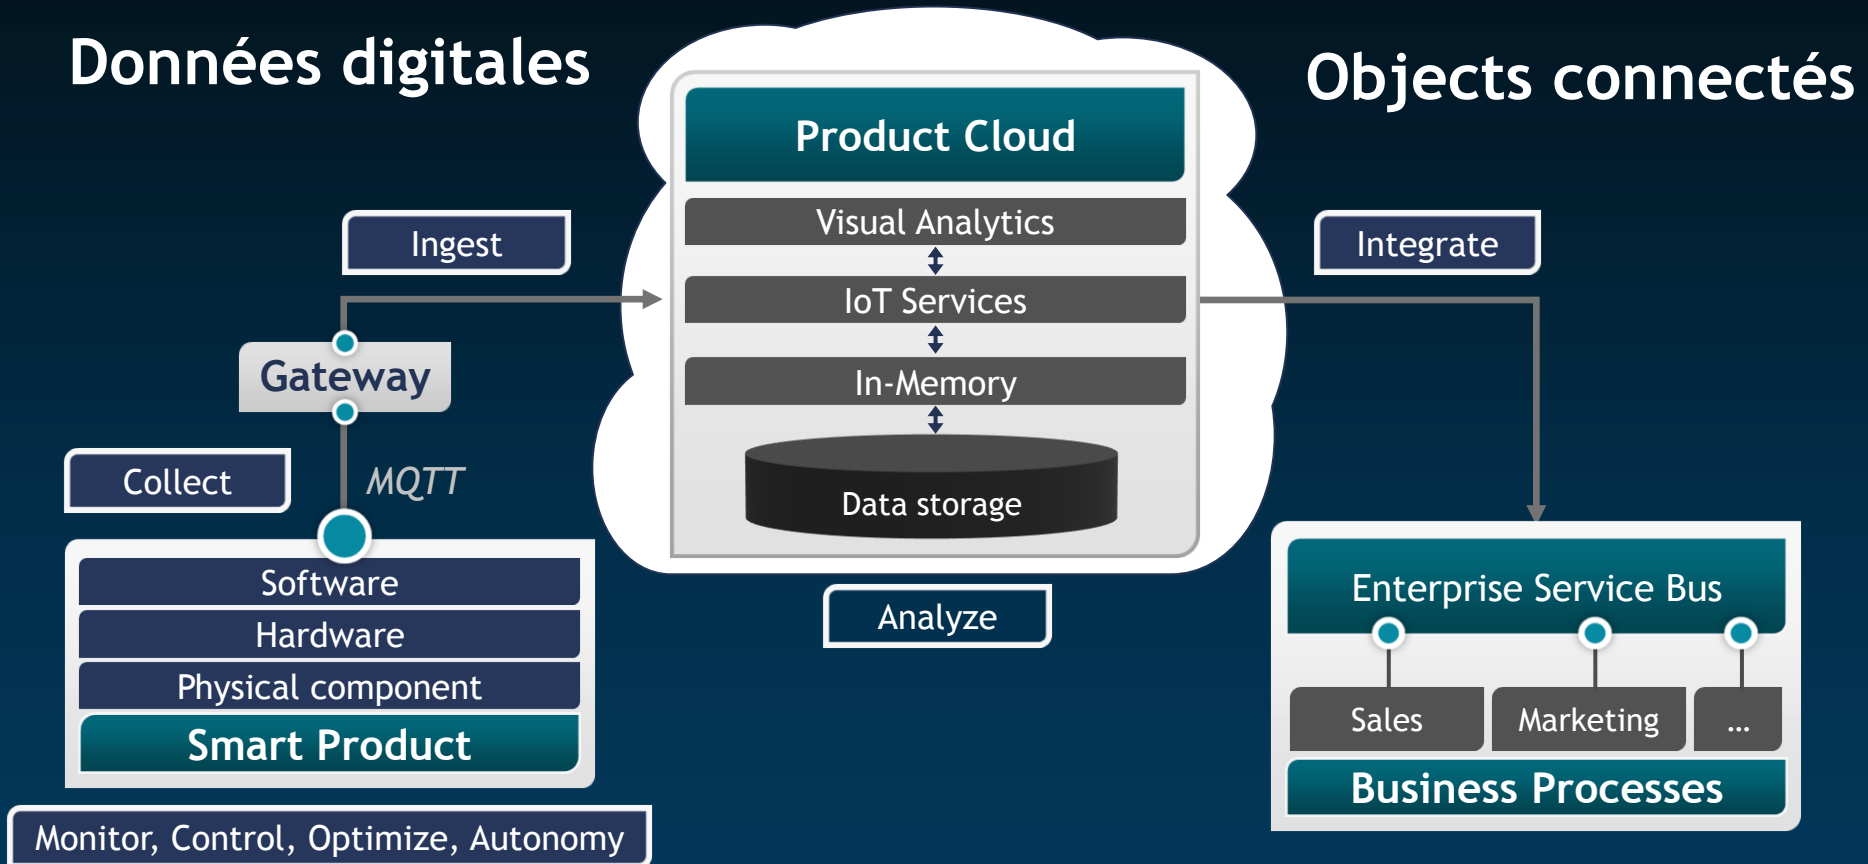 Données digitales
Objects connectés
Product Cloud
Visual Analytics
IoT Services
In-Memory
Data storage
Ingest
Integrate
Gateway
Collect
MQTT
Analyze
Software
Hardware
Physical component
Smart Product
Monitor, Control, Optimize, Autonomy
Enterprise Service Bus
Sales
Marketing
...
Business Processes